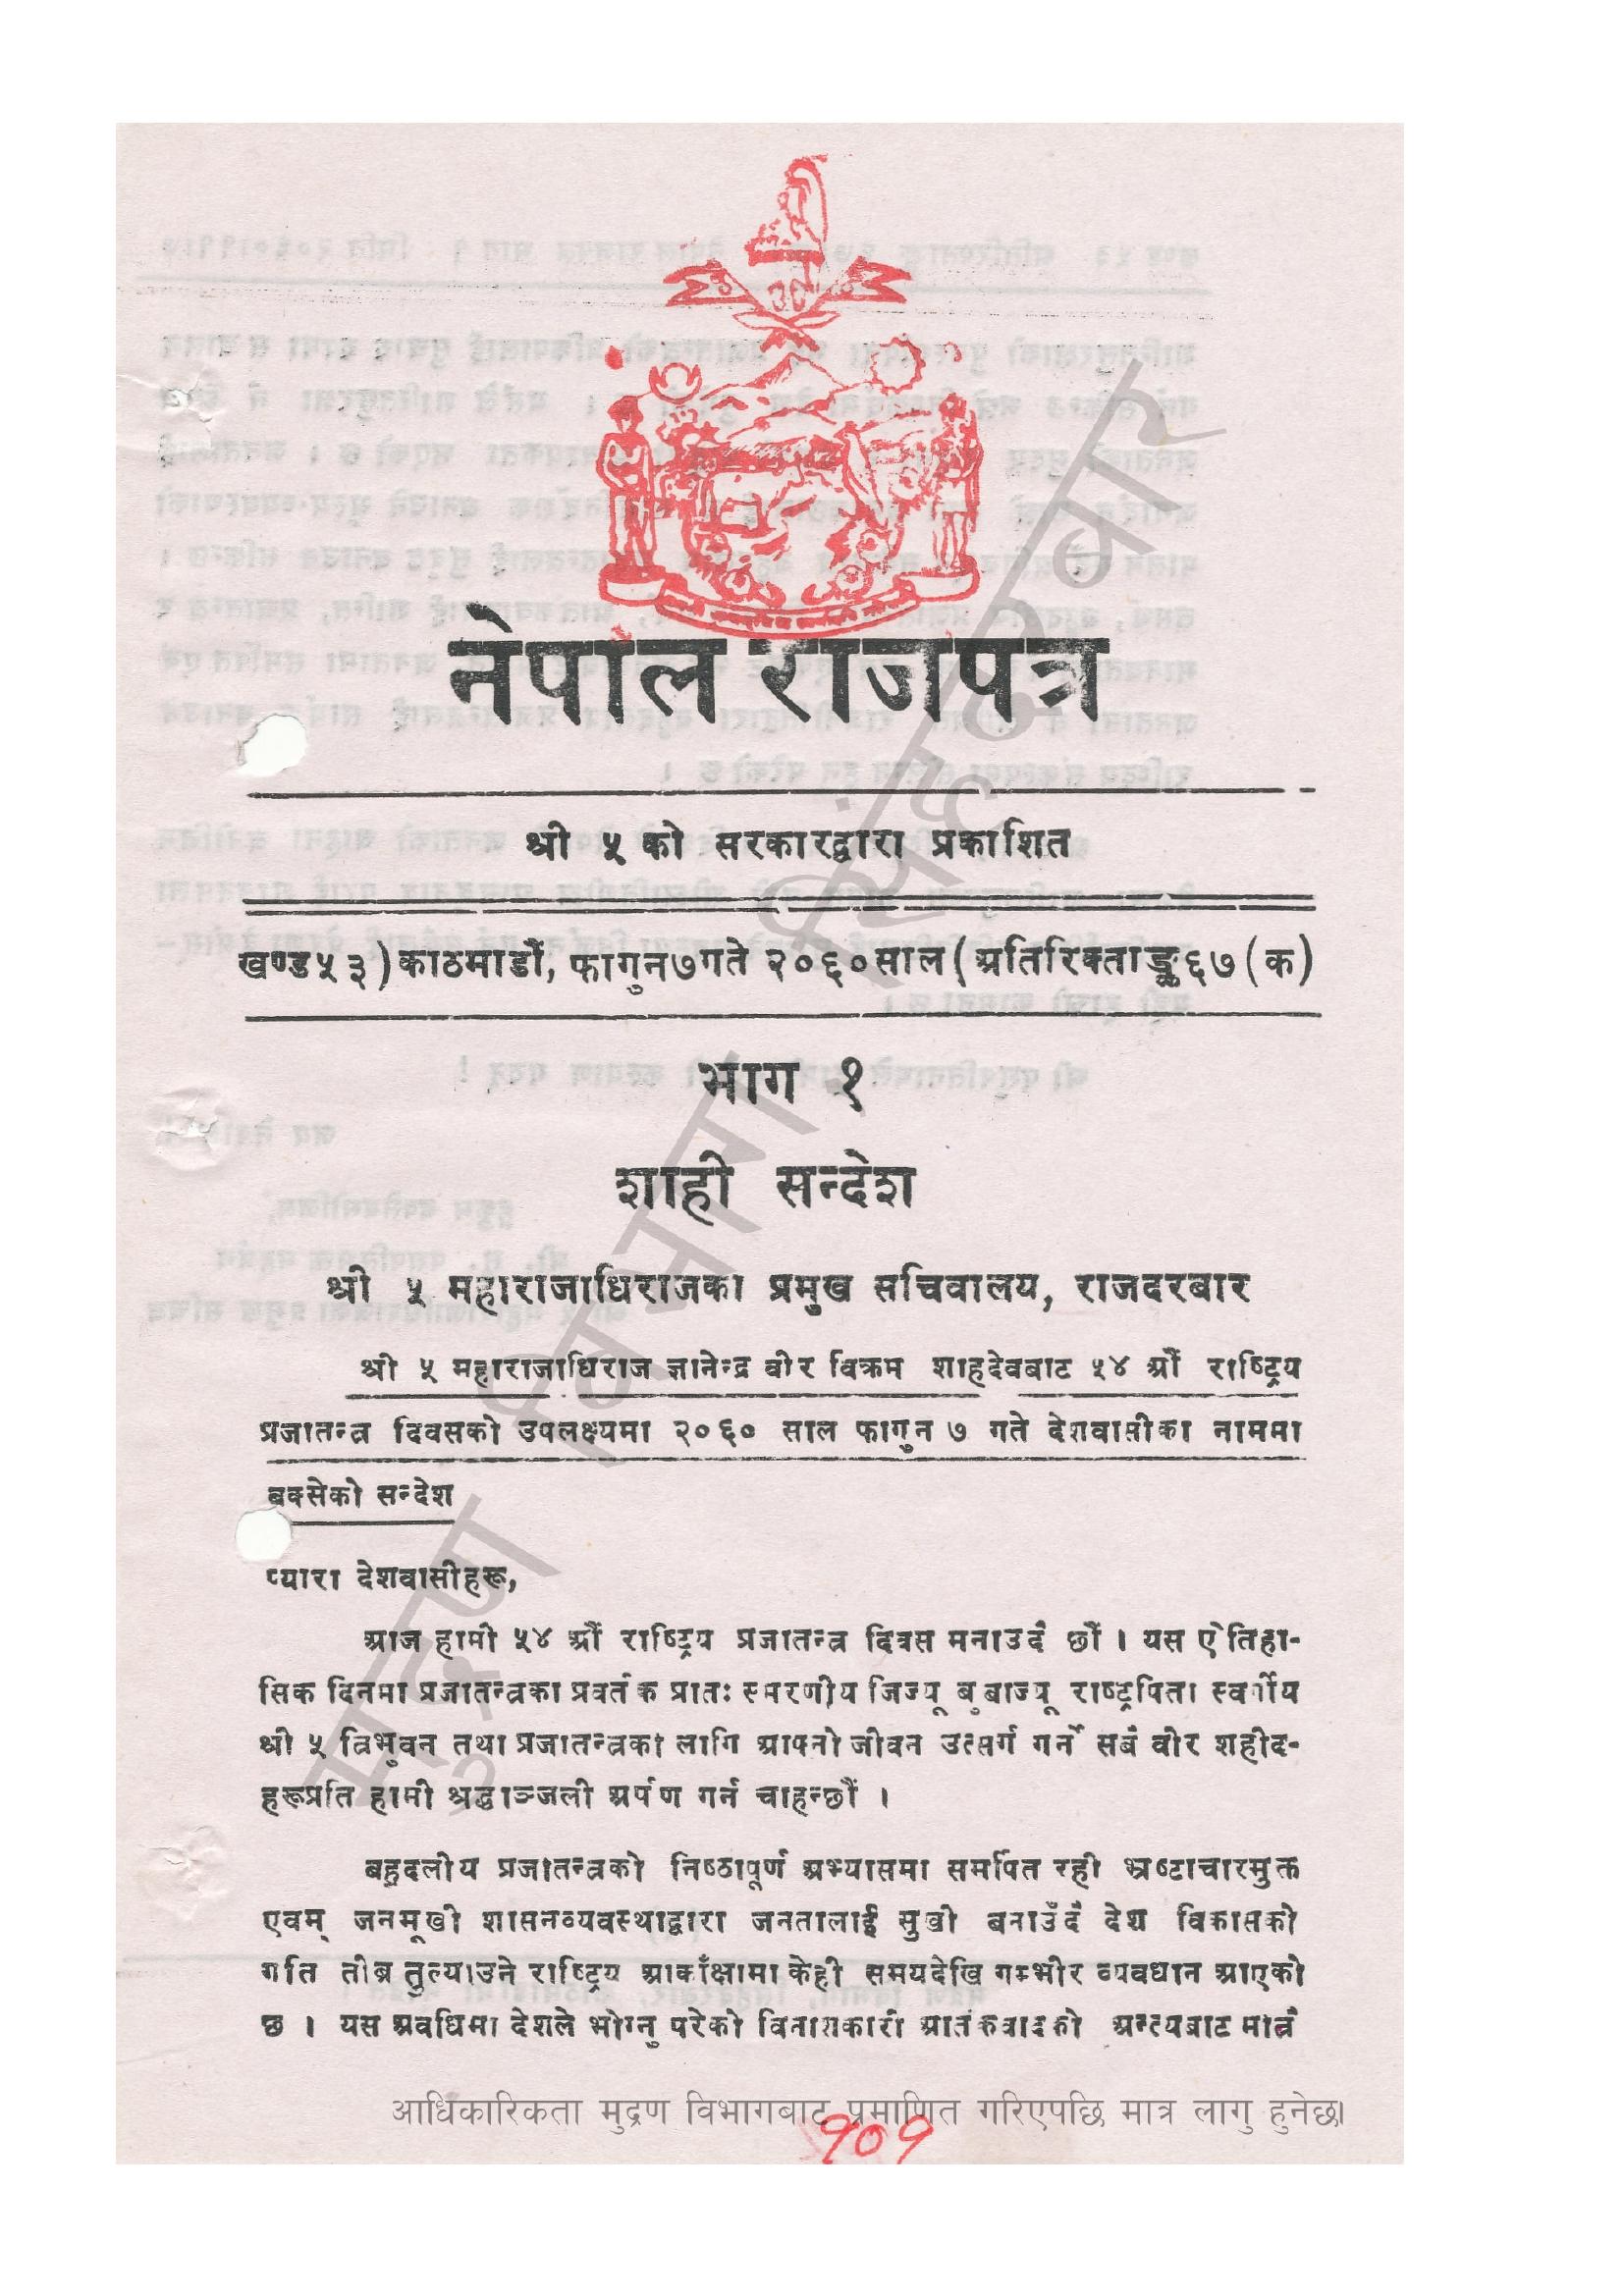 नेपाल राजपत्र
श्री ५ को सरकारद्वारा प्रकाशित
खण्ड ५३) काठमाडौं, फागुन ७ गते २०६० साल (अतिरिक्ताङ्क ६७ (क)
भाग १
शाही सन्देश
श्री ५ महाराजाधिराजका प्रमुख सचिवालय, राजदरबार
श्री ५ महाराजाधिराज ज्ञानेन्द्र वीर विक्रम शाहदेवबाट ५४ औं राष्ट्रिय
प्रजातन्त्र दिवसको उपलक्ष्यमा २०६० साल फागुन ७ गते देशवासीका नाममा
बक्सेको सन्देश
प्यारा देशवासीहरू,
आज हामी ५४ औं राष्ट्रिय प्रजातन्त्र दिवस मनाउदै छौं । यस ऐतिहा-
सिक दिनमा प्रजातन्त्रका प्रवर्तक प्रातः स्मरणीय जिज्यू बुबाज्यू राष्ट्रपिता स्वर्गीय
श्री ५ त्रिभुवन तथा प्रजातन्त्रका लागि आफ्नो जीवन उत्सर्ग गर्ने सबै वीर शहीद-
हरूप्रति हामी श्रद्धाञ्जली अर्पण गर्न चाहन्छौं ।
बहुदलीय प्रजातन्त्रको निष्ठापूर्ण अभ्यासमा समर्पित रही भ्रष्टाचारमुक्त
एवम् जनमूखी शासनव्यवस्थाद्वारा जनतालाई सुखी बनाउँदै देश विकासको
गति तीब्र तुल्याउने राष्ट्रिय आकाँक्षामा केही समयदेखि गम्भीर व्यवधान आएको
छ । यस अवधिमा देशले भोग्नु परेको विनाशकारी आतंकवादको अन्त्यबाट मात्रै
आधिकारिकता मुद्रण विभागबाट प्रमाणित गरिएपछि मात्र लागु हुनेछ।
१०१
मुद्रण विभाग, सिंहदरवार